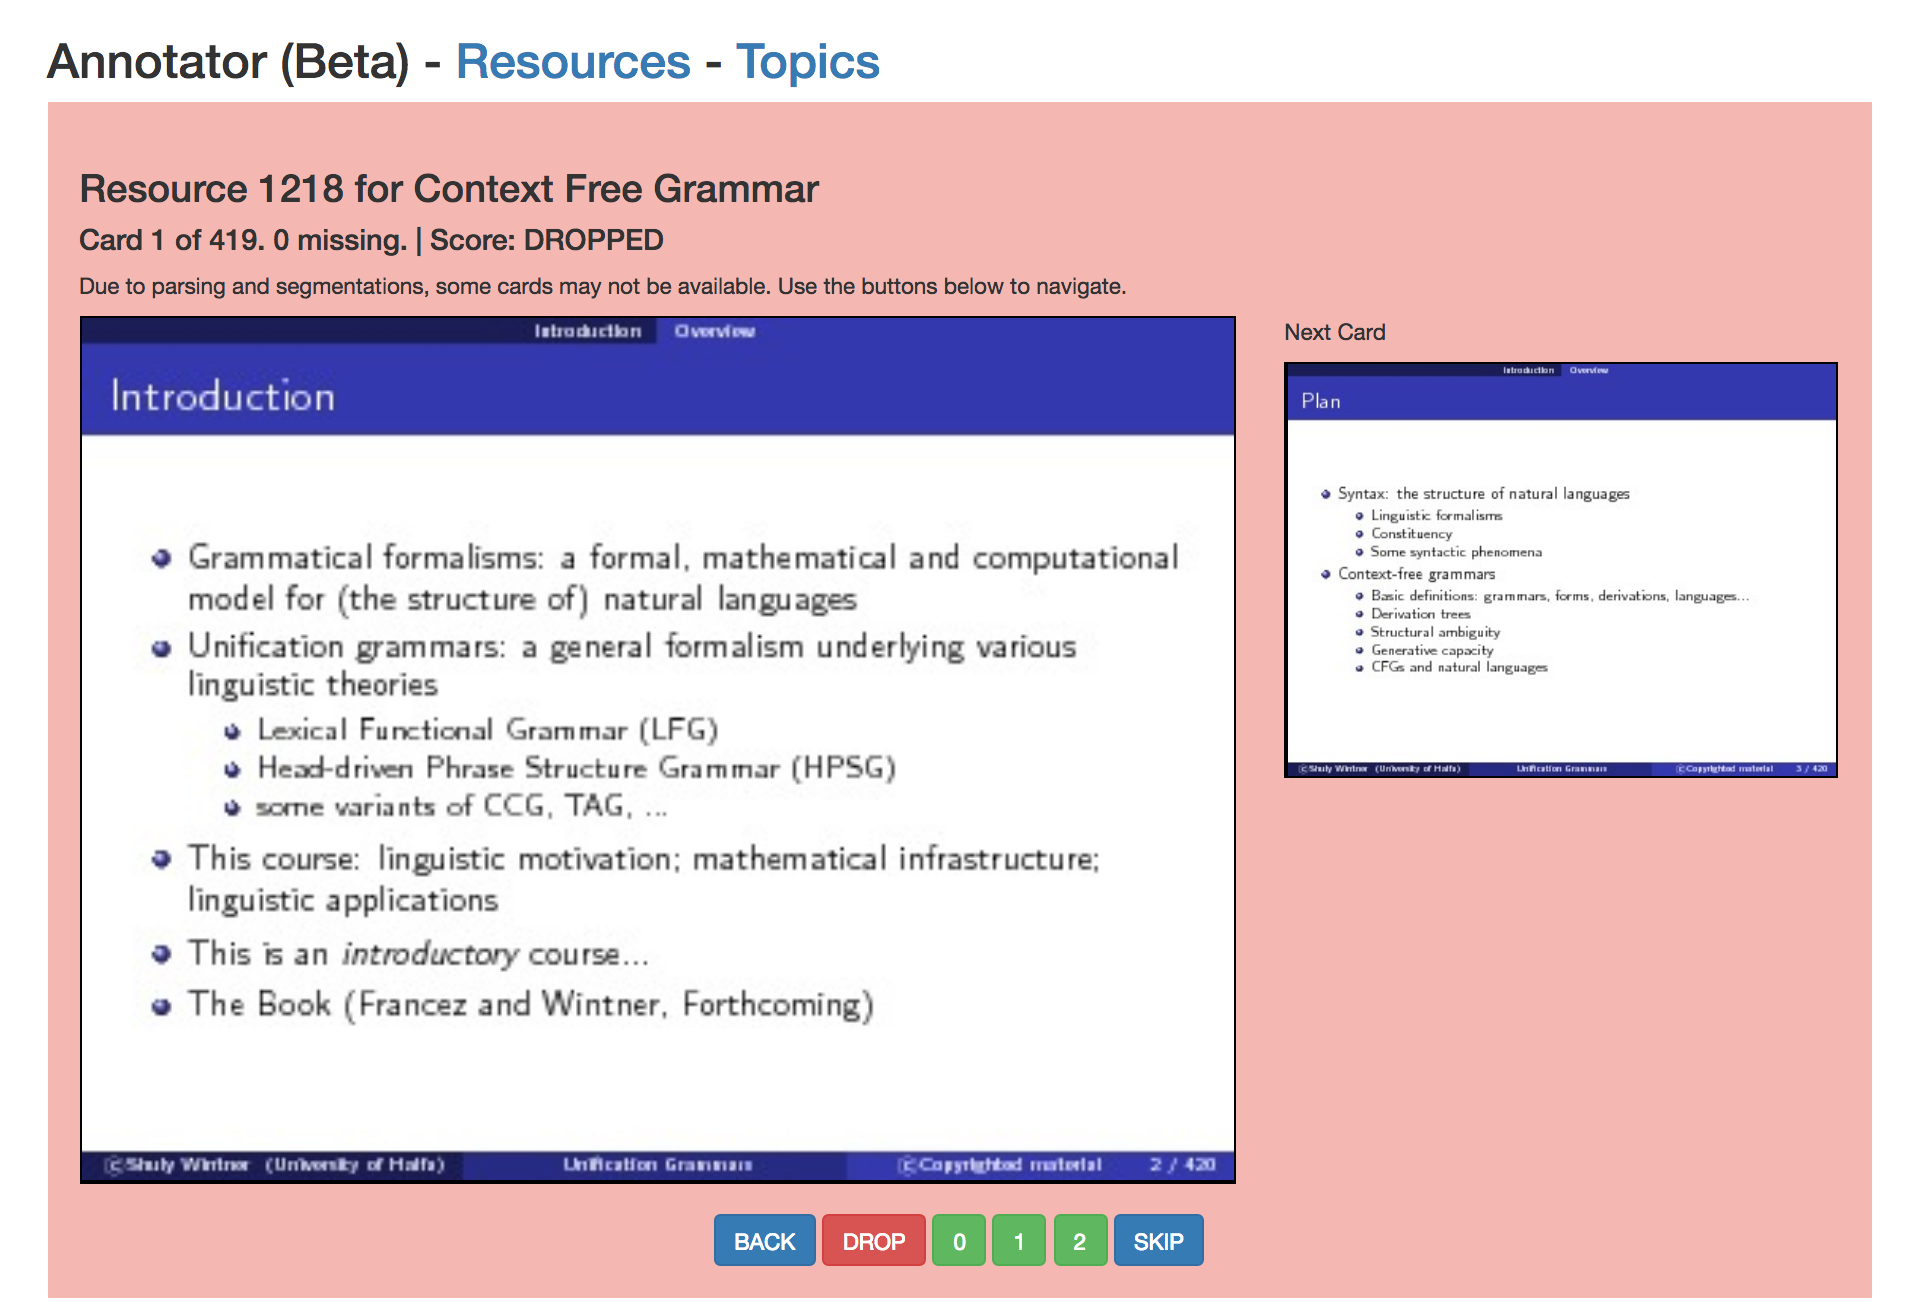 Annotator (Beta) - Resources - Topics
Resource 1218 for Context Free Grammar
Card 1 of 419. 0 missing. | Score: DROPPED
Due to parsing and segmentations, some cards may not be available. Use the buttons below to navigate.
Introduction Overview
Introduction
Grammatical formalisms: a formal, mathematical and computational
model for (the structure of) natural languages
Unification grammars: a general formalism underlying various
linguistic theories
Lexical Functional Grammar (LFG)
Head-driven Phrase Structure Grammar (HPSG)
some variants of CCG, TAG, ...
This course: linguistic motivation; mathematical infrastructure;
linguistic applications
This is an introductory course...
The Book (Francez and Wintner, Forthcoming)
©Shuly Wintner (University of Haifa) Unification Grammars ©Copyrighted material 2 / 420
Next Card
Introduction Overview
Plan
Syntax: the structure of natural languages
Linguistic formalisms
Constituency
Some syntactic phenomena
Context-free grammars
Basic definitions: grammars, forms, derivations, languages...
Derivation trees
Structural ambiguity
Generative capacity
CFGs and natural languages
©Shuly Wintner (University of Haifa) Unification Grammars ©Copyrighted material 3 / 420
BACK DROP 0 1 2 SKIP